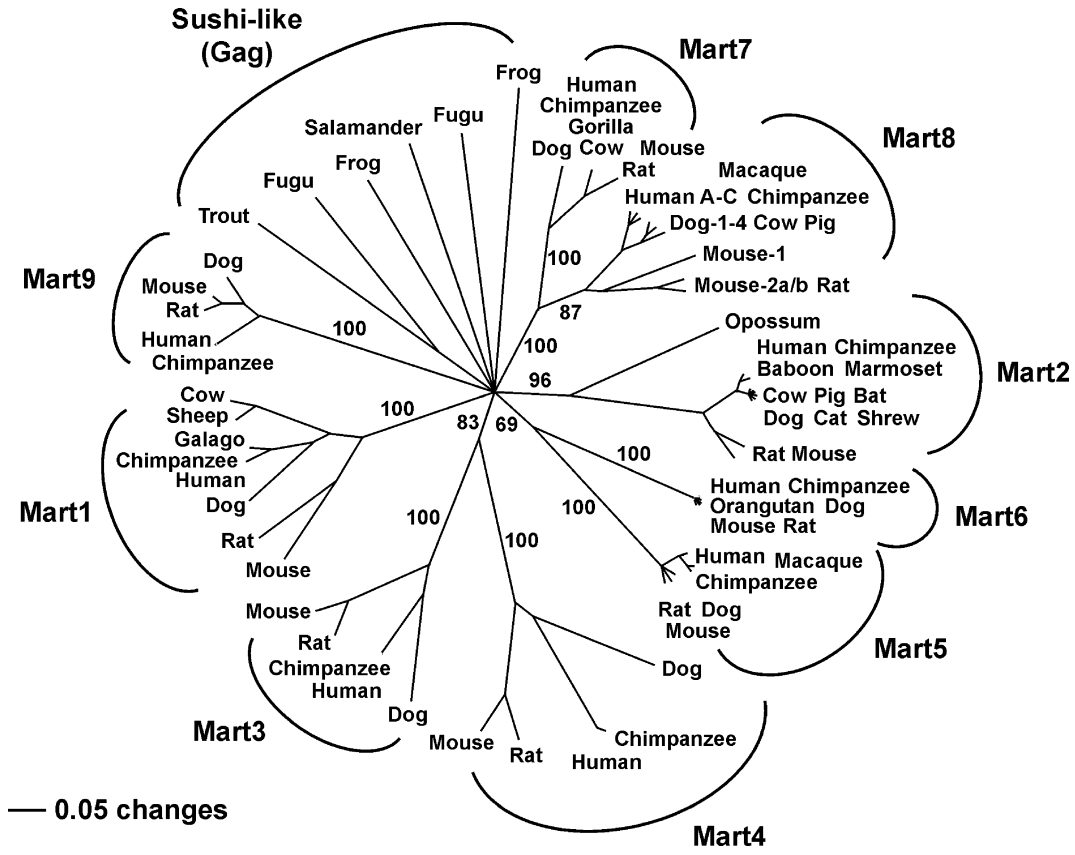 Sushi-like
(Gag)
Frog
Fugu
Salamander
Frog
Fugu
Trout
Mart7
Human
Chimpanzee
Gorilla
Dog Cow Mouse
Rat
Mart8
Macaque
Human A-C Chimpanzee
Dog-1-4 Cow Pig
Mouse-1
Mouse-2a/b Rat
100
87
100
Mart9
Dog
Mouse
Rat
Human
Chimpanzee
100
96
Opossum
Human Chimpanzee
Baboon Marmoset
Cow Pig Bat
Dog Cat Shrew
Rat Mouse
Mart2
Mart1
Cow
Sheep
Galago
Chimpanzee
Human
Dog
Rat
Mouse
100
83
69
100
Human Chimpanzee
Orangutan Dog
Mouse Rat
Mart6
100
Human Macaque
Chimpanzee
Rat Dog
Mouse
Mart5
100
Mouse
Rat
Chimpanzee
Human
Dog
Mart3
100
Dog
Mouse
Rat
Chimpanzee
Human
Mart4
0.05 changes